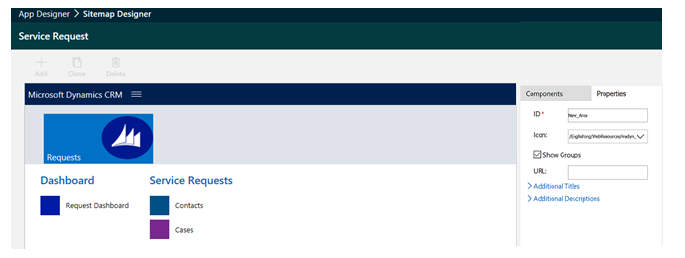 App Designer > Sitemap Designer
Service Request
Add Clone Delete
Microsoft Dynamics CRM
Requests
Dashboard Service Requests
Request Dashboard Contacts
Cases
Components Properties
ID *
New_Area
Icon:
/Englishorg/WebResources/msdyn_
Show Groups
URL:
> Additional Titles
> Additional Descriptions